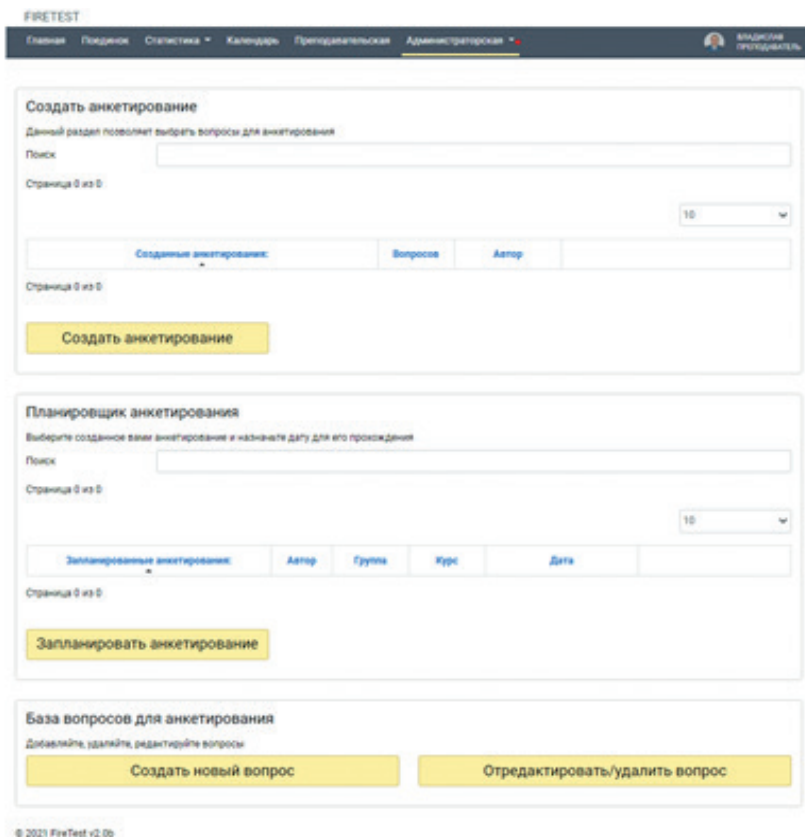 FIRETEST
Главная Поединок Статистика Календарь Преподавательская Администраторская ВЛАДИСЛАВ
ПРЕПОДАВАТЕЛЬ
Создать анкетирование
Данный раздел позволяет выбрать вопросы для анкетирования
Поиск
Страница 0 из 0
10
Созданные анкетирования: Вопросов Автор
Страница 0 из 0
Создать анкетирование
Планировщик анкетирования
Выберите созданное вами анкетирование и назначьте дату для его прохождения
Поиск
Страница 0 из 0
10
Запланированные анкетирования: Автор Группа Курс Дата
Страница 0 из 0
Запланировать анкетирование
База вопросов для анкетирования
Добавляйте, удаляйте, редактируйте вопросы
Создать новый вопрос Отредактировать/удалить вопрос
© 2021 FireTest v2.0b